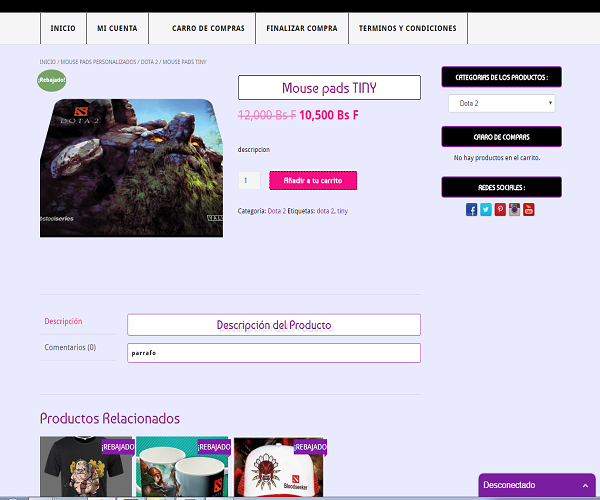 INICIO
MI CUENTA
CARRO DE COMPRAS
FINALIZAR COMPRA
TERMINOS Y CONDICIONES
INICIO / MOUSE PADS PERSONALIZADOS / DOTA 2 / MOUSE PADS TINY
¡Rebajado!
DOTA 2
steelseries
VALV
Mouse pads TINY
12,000 Bs F 10,500 Bs F
descripcion
1
Añadir a tu carrito
Categoría: Dota 2 Etiquetas: dota 2, tiny
CATEGORIAS DE LOS PRODUCTOS :
Dota 2
CARRO DE COMPRAS
No hay productos en el carrito.
REDES SOCIALES :
You
Descripción
Comentarios (0)
Descripción del Producto
parrafo
Productos Relacionados
¡REBAJADO
¡REBAJADO
¡REBAJADO
Bloodseeker
Desconectado